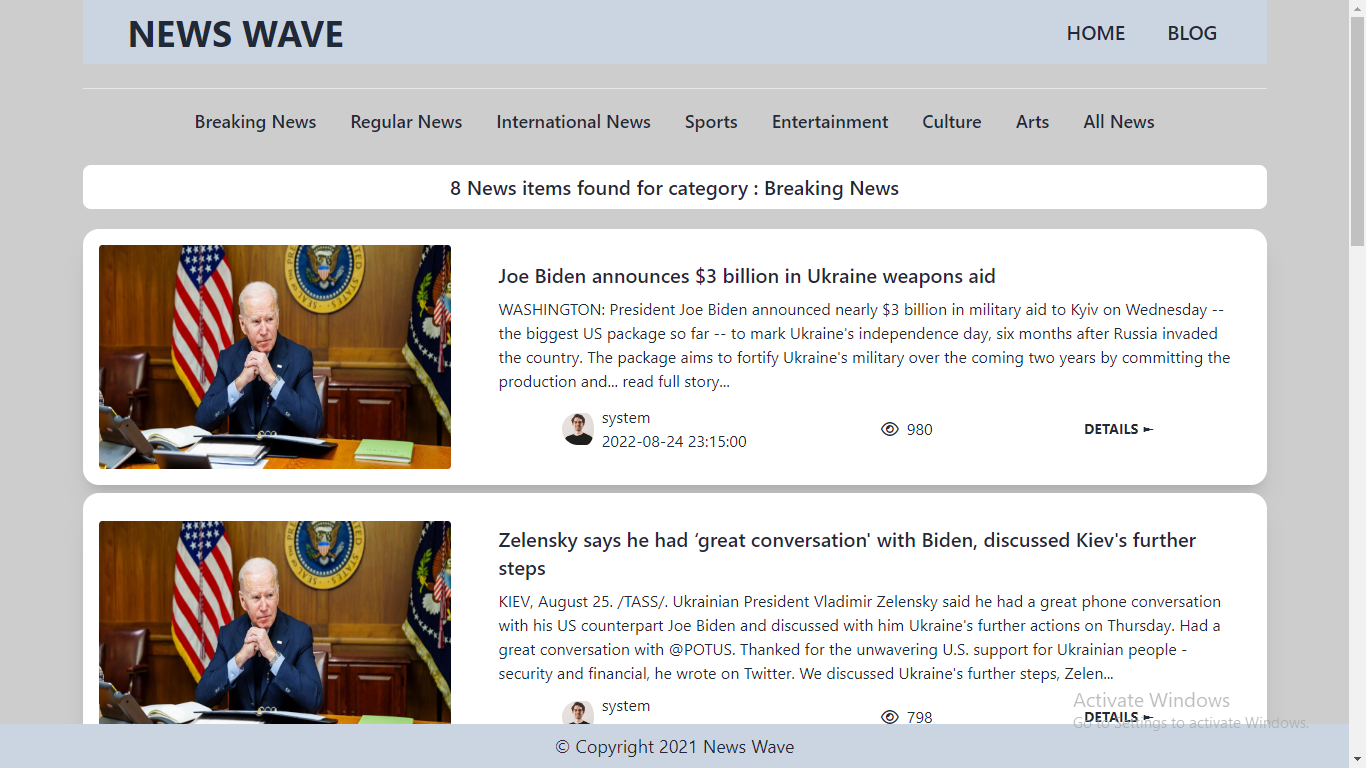 NEWS WAVE
HOME
BLOG
Breaking News
Regular News
International News
Sports
Entertainment
Culture
Arts
All News
8 News items found for category : Breaking News
Joe Biden announces $3 billion in Ukraine weapons aid
WASHINGTON: President Joe Biden announced nearly $3 billion in military aid to Kyiv on Wednesday --
the biggest US package so far -- to mark Ukraine's independence day, six months after Russia invaded
the country. The package aims to fortify Ukraine's military over the coming two years by committing the
production and... read full story...
system
2022-08-24 23:15:00
980
DETAILS ►
Zelensky says he had ‘great conversation' with Biden, discussed Kiev's further
steps
KIEV, August 25. /TASS/. Ukrainian President Vladimir Zelensky said he had a great phone conversation
with his US counterpart Joe Biden and discussed with him Ukraine's further actions on Thursday. Had a
great conversation with @POTUS. Thanked for the unwavering U.S. support for Ukrainian people -
security and financial, he wrote on Twitter. We discussed Ukraine's further steps, Zelen...
system
798
DETAILS ►
Activate Windows
Go to Settings to activate Windows.
© Copyright 2021 News Wave